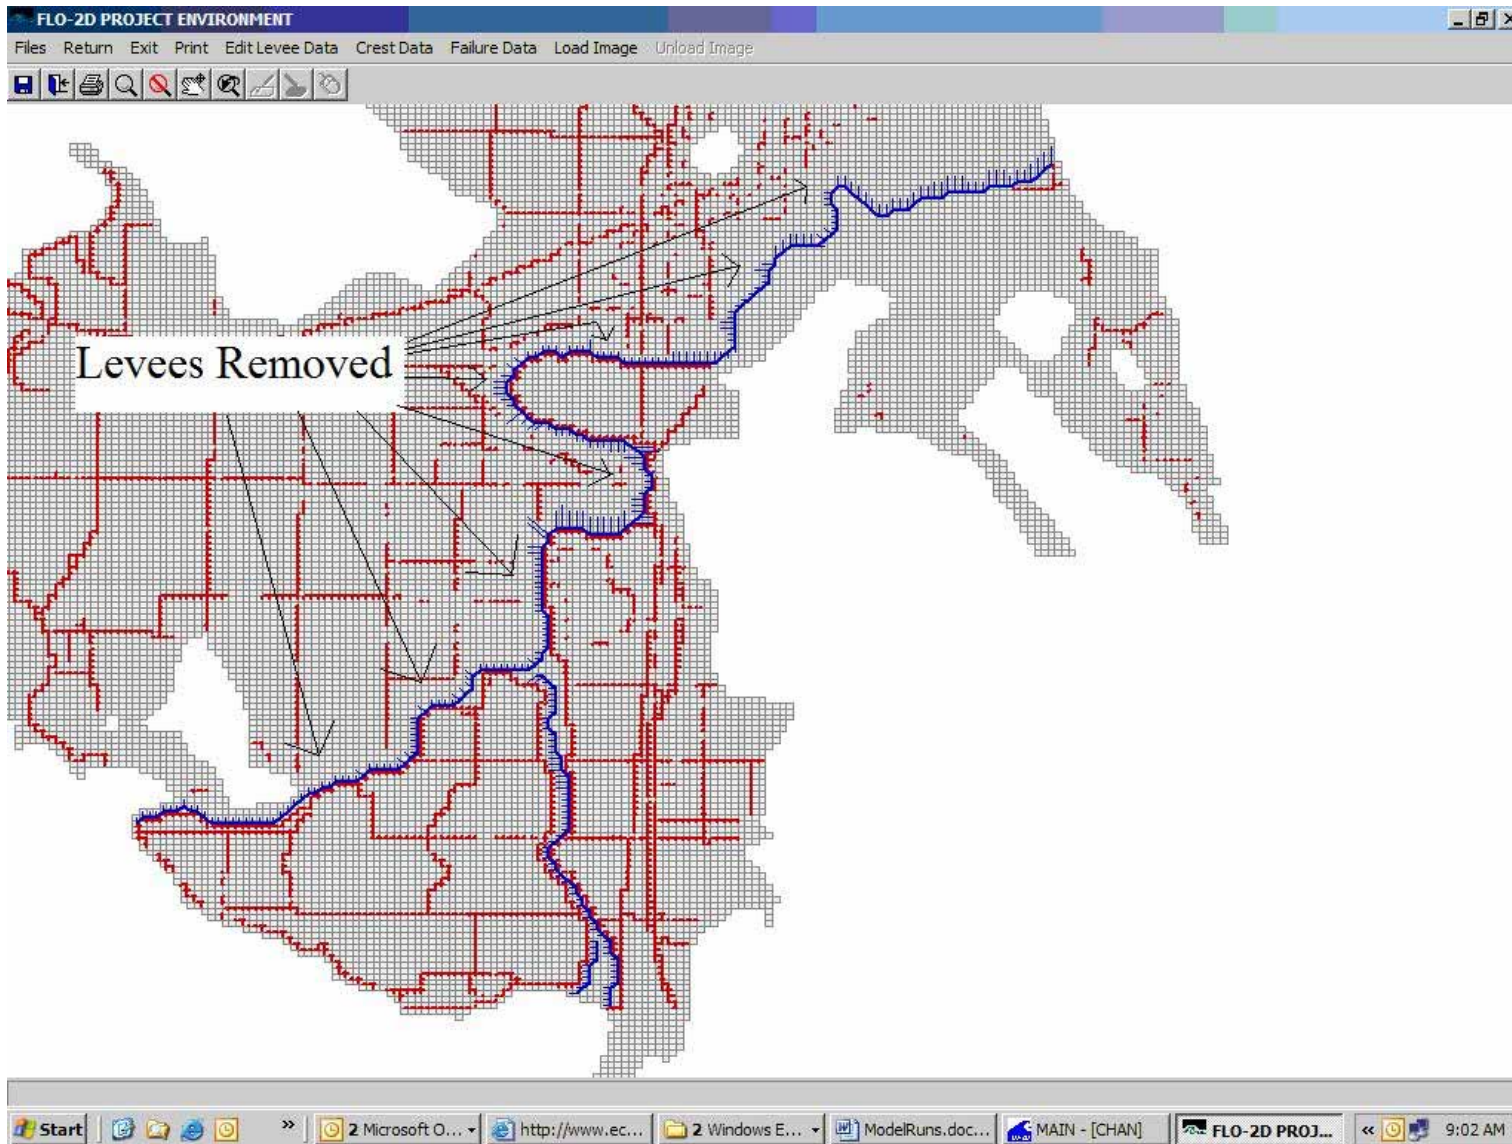 FLO-2D PROJECT ENVIRONMENT
Files Return Exit Print Edit Levee Data Crest Data Failure Data Load Image Unload Image
Levees Removed
Start » 2 Microsoft O... http://www.ec... 2 Windows E... ModelRuns.doc... MAIN - [CHAN] FLO-2D PROJ... « 9:02 AM